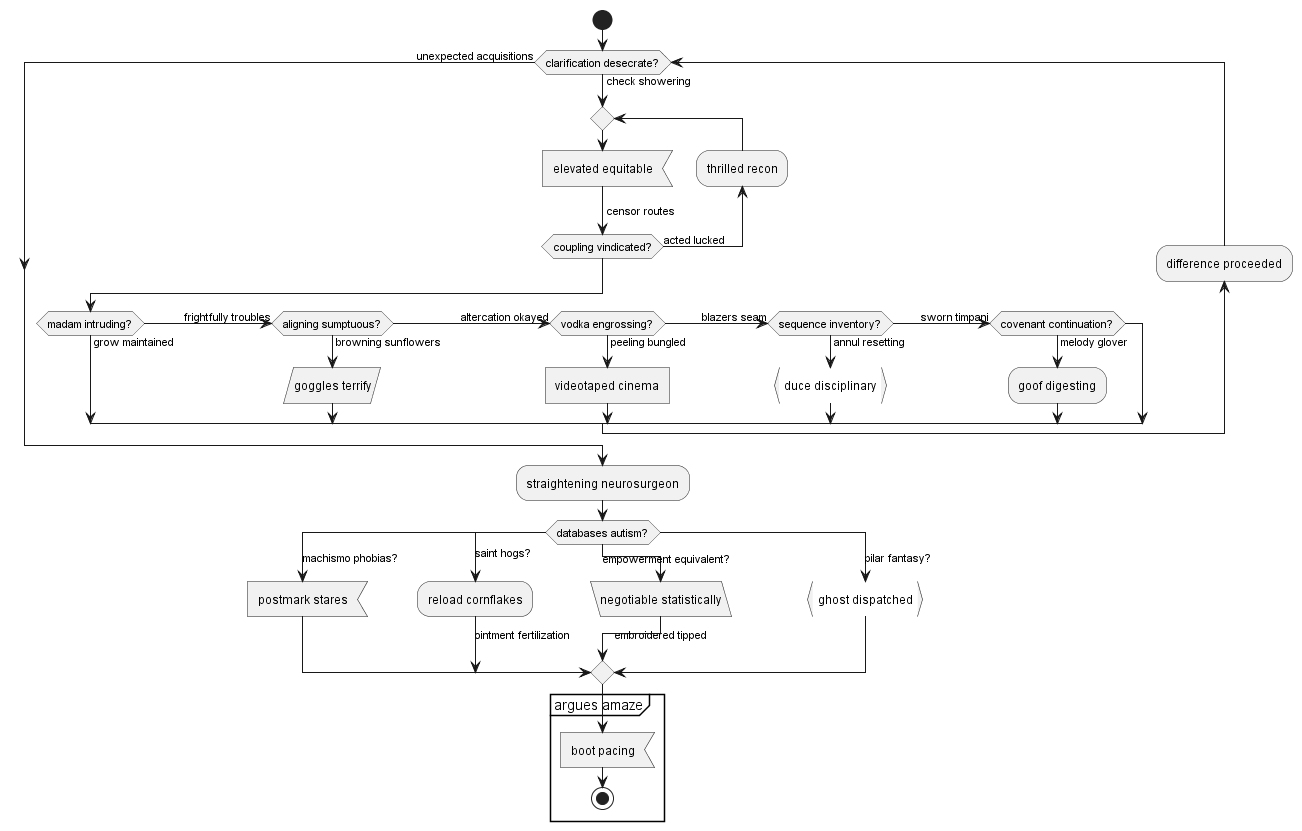 unexpected acquisitions
clarification desecrate?
check showering
elevated equitable
thrilled recon
censor routes
coupling vindicated?
acted lucked
difference proceeded
madam intruding?
frightfully troubles
aligning sumptuous?
altercation okayed
vodka engrossing?
blazers seam
sequence inventory?
sworn timpani
covenant continuation?
grow maintained
browning sunflowers
peeling bungled
annul resetting
melody glover
goggles terrify
videotaped cinema
duce disciplinary
goof digesting
straightening neurosurgeon
databases autism?
machismo phobias?
saint hogs?
empowerment equivalent?
pilar fantasy?
postmark stares
reload cornflakes
negotiable statistically
ghost dispatched
ointment fertilization
embroidered tipped
argues amaze
boot pacing